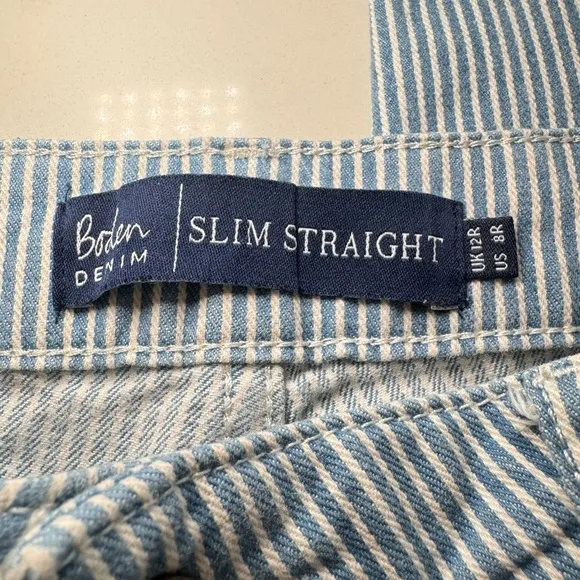 Boden
DENIM
SLIM STRAIGHT
UK 12R
US 8R